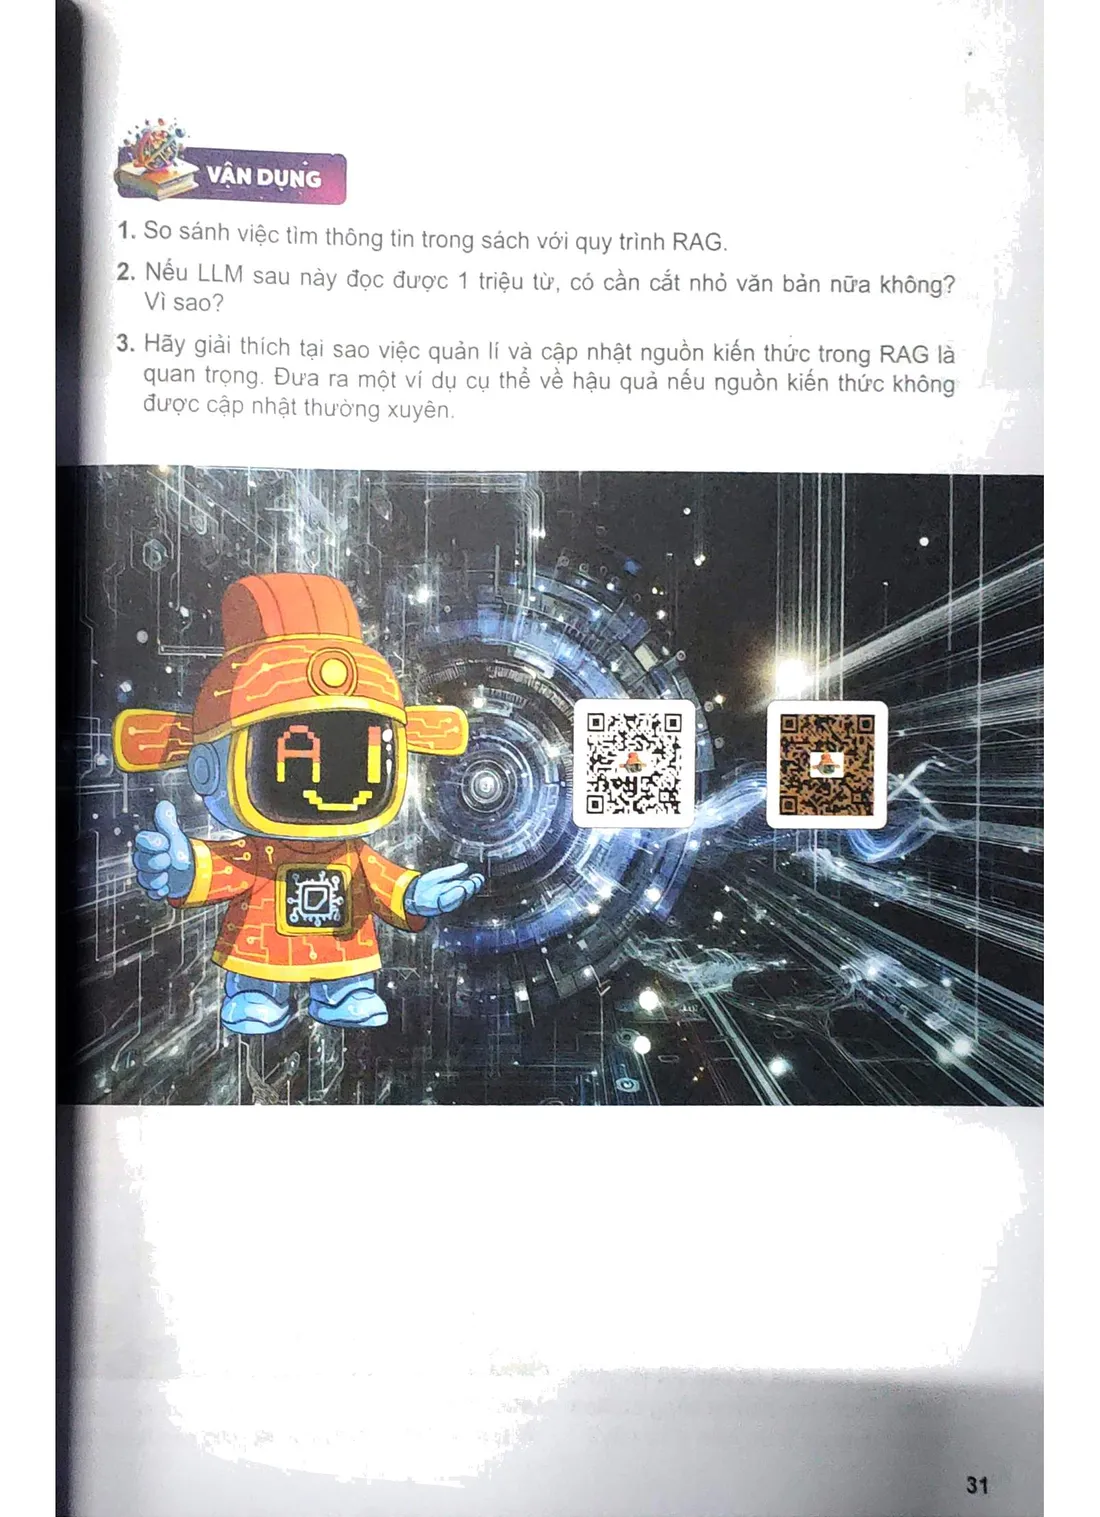 VẬN DỤNG
1. So sánh việc tìm thông tin trong sách với quy trình RAG.
2. Nếu LLM sau này đọc được 1 triệu từ, có cần cắt nhỏ văn bản nữa không?
Vì sao?
3. Hãy giải thích tại sao việc quản lí và cập nhật nguồn kiến thức trong RAG là
quan trọng. Đưa ra một ví dụ cụ thể về hậu quả nếu nguồn kiến thức không
được cập nhật thường xuyên.
AI
31